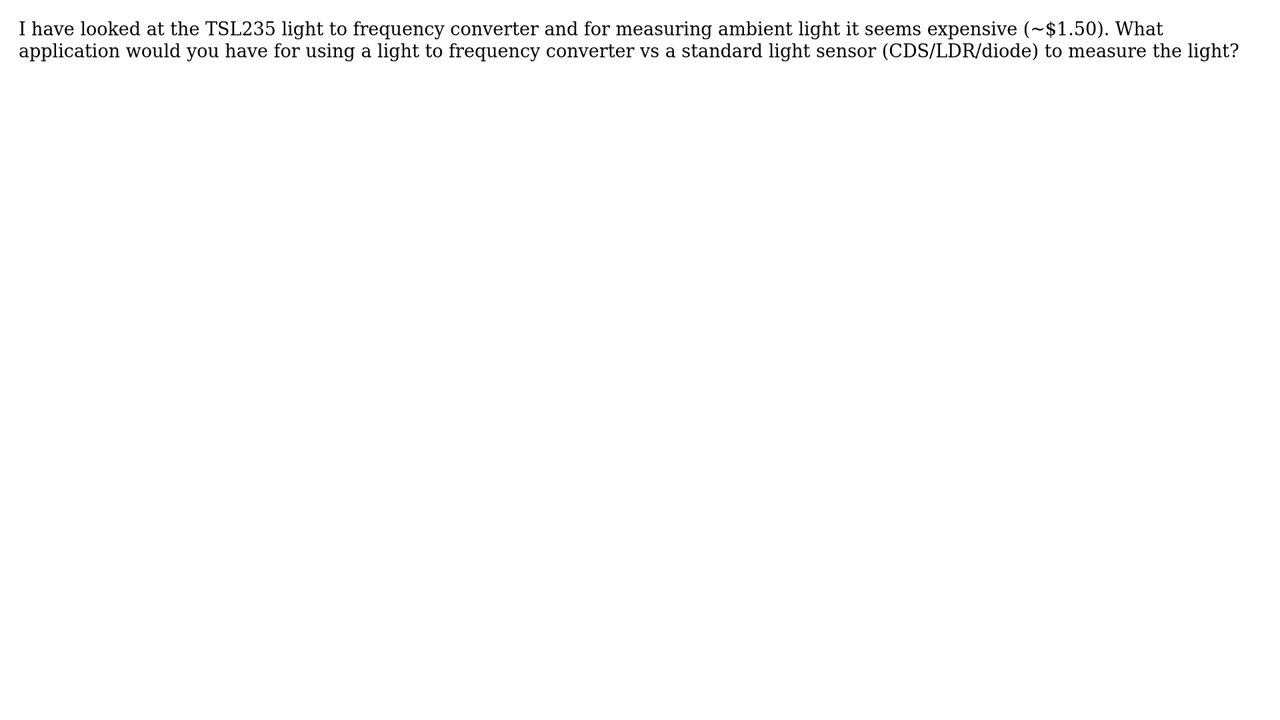 I have looked at the TSL235 light to frequency converter and for measuring ambient light it seems expensive (~$1.50). What
application would you have for using a light to frequency converter vs a standard light sensor (CDS/LDR/diode) to measure the light?